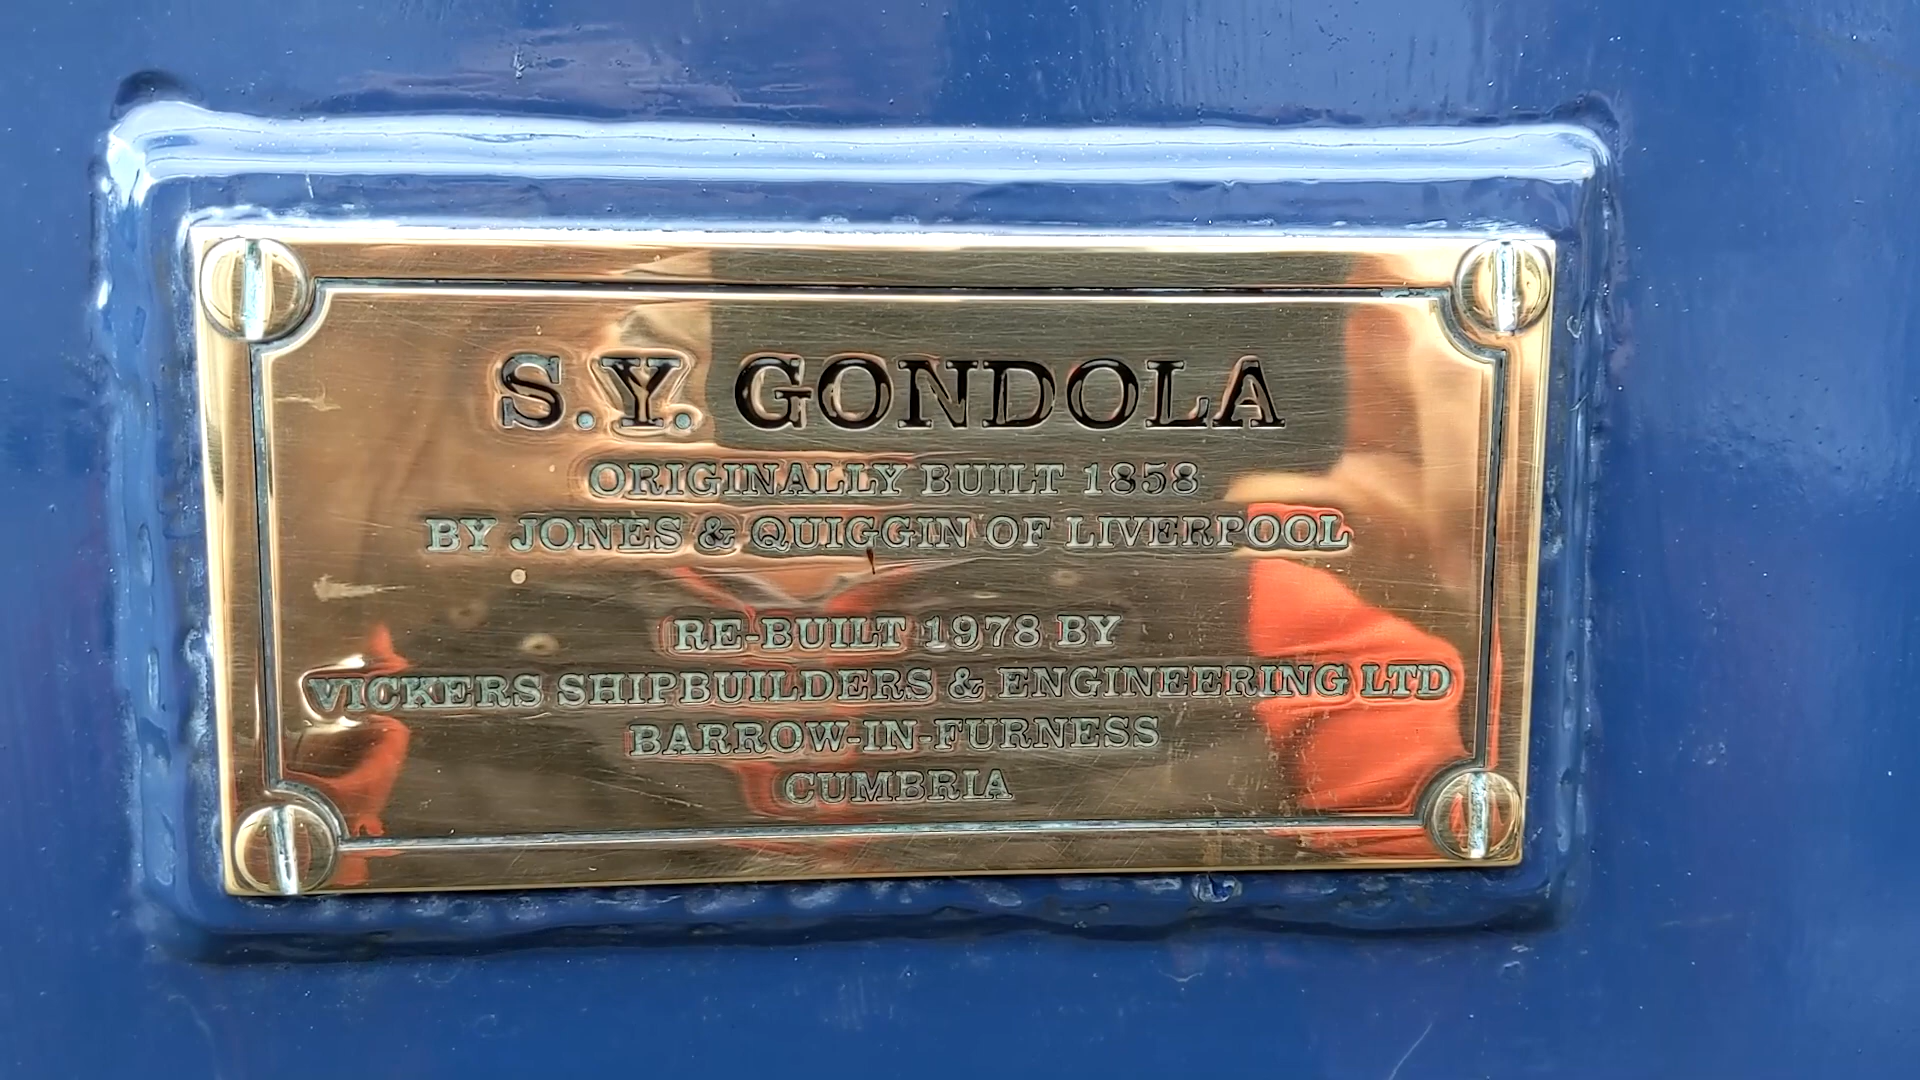 S.Y. GONDOLA
ORIGINALLY BUILT 1858
BY JONES & QUIGGIN OF LIVERPOOL
RE-BUILT 1978 BY
VICKERS SHIPBUILDERS & ENGINEERING LTD
BARROW-IN-FURNESS
CUMBRIA